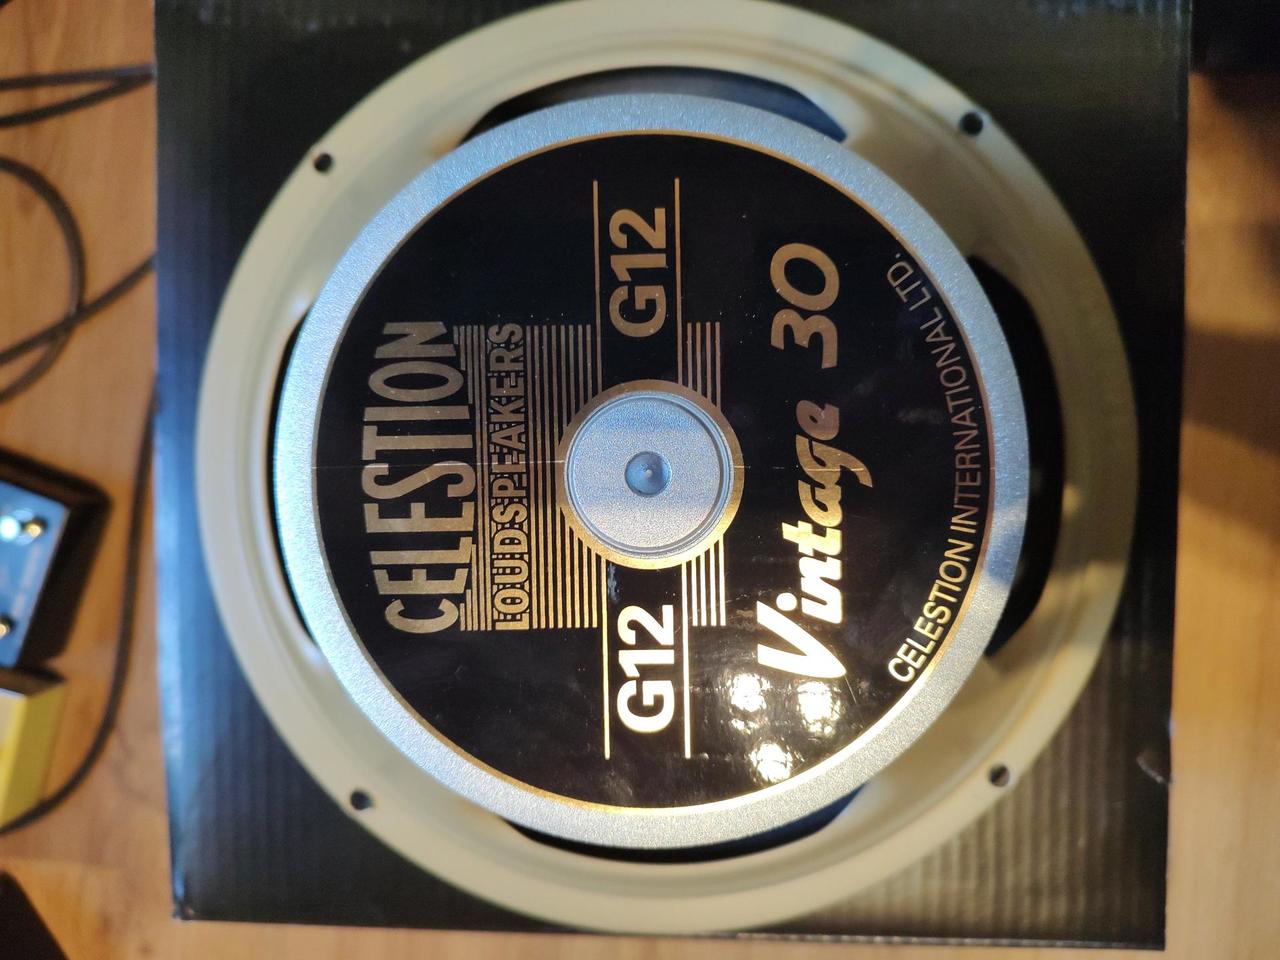 CELESTION
LOUDSPEAKERS
G12 G12
Vintage 30
CELESTION INTERNATIONAL LTD.